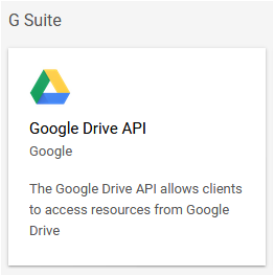 G Suite
Google Drive API
Google
The Google Drive API allows clients
to access resources from Google
Drive